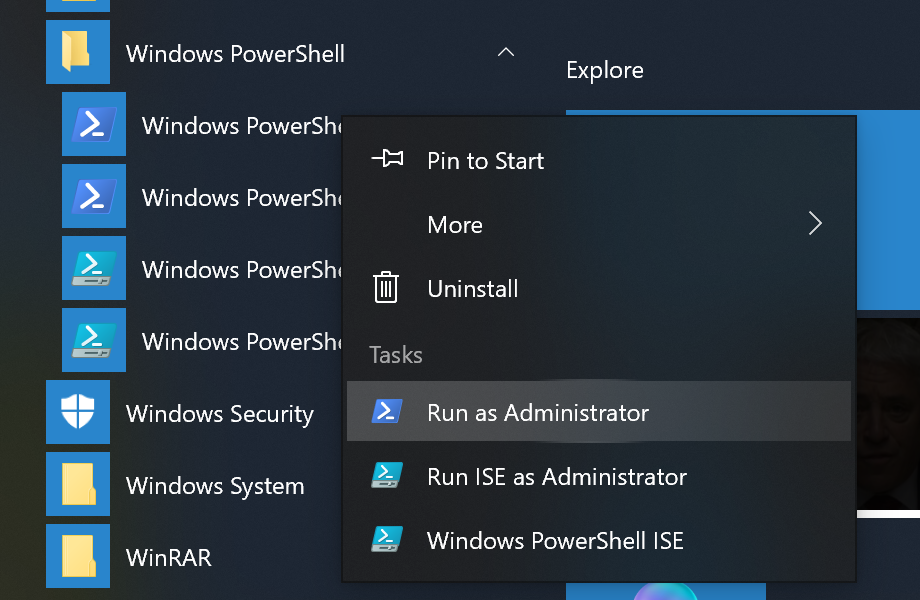 Windows PowerShell
Explore
Windows PowerShe
Pin to Start
Windows PowerShe
More
Windows PowerShe
Uninstall
Windows PowerShe
Tasks
Windows Security
Run as Administrator
Windows System
Run ISE as Administrator
WinRAR
Windows PowerShell ISE